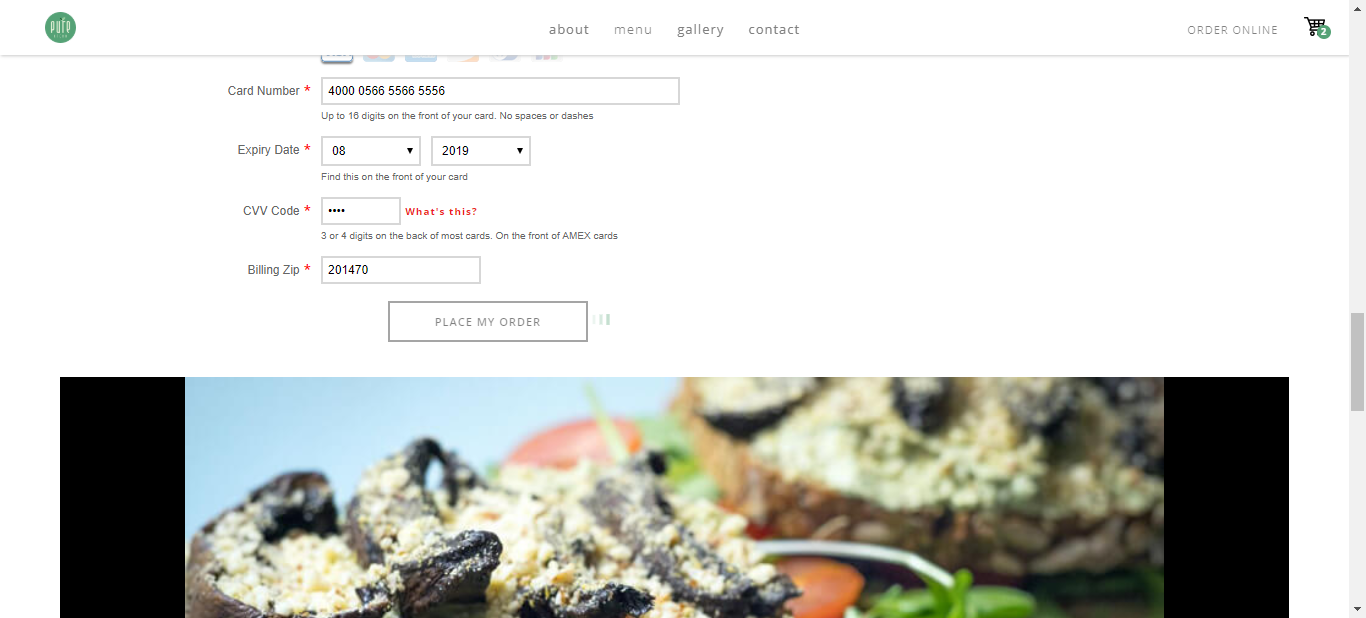 pure
about menu gallery contact
ORDER ONLINE
2
Card Number *
4000 0566 5566 5556
Up to 16 digits on the front of your card. No spaces or dashes
Expiry Date *
08
2019
Find this on the front of your card
CVV Code *
••••
What's this?
3 or 4 digits on the back of most cards. On the front of AMEX cards
Billing Zip *
201470
PLACE MY ORDER